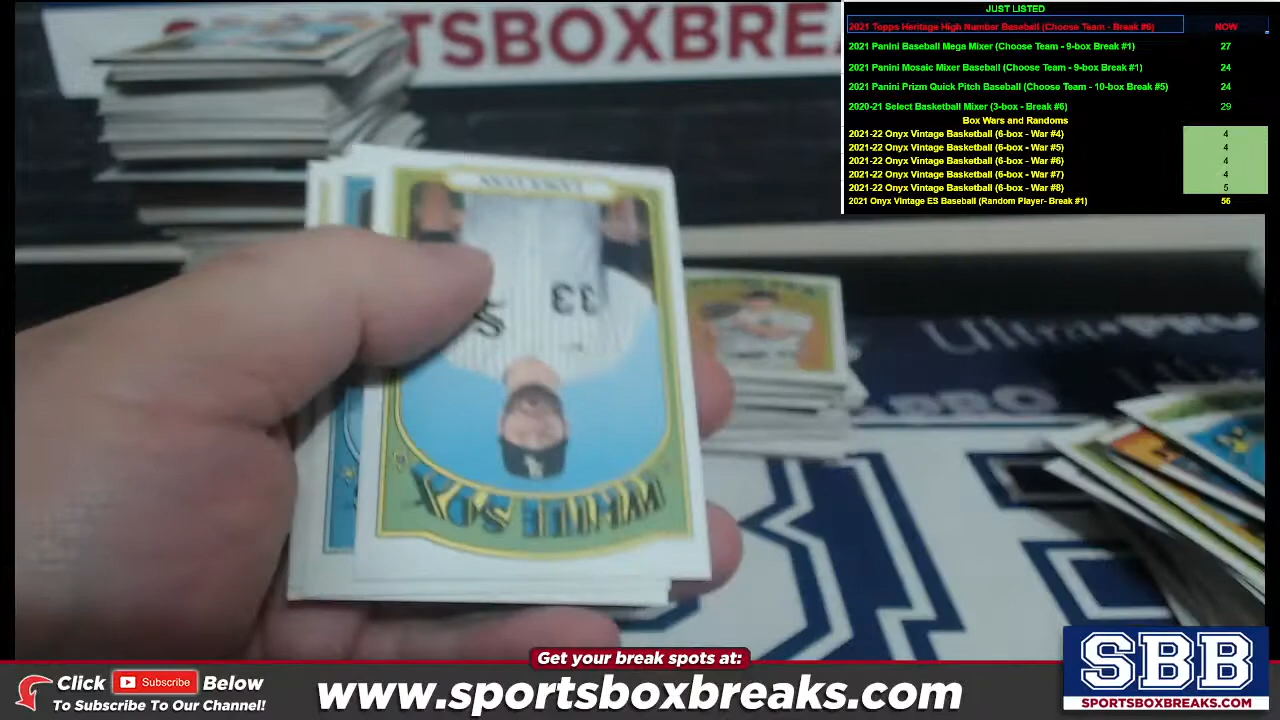 SPORTSBOXBREA
JUST LISTED
2021 Topps Heritage High Number Baseball (Choose Team - Break #6) NOW
2021 Panini Baseball Mega Mixer (Choose Team - 9-box Break #1) 27
2021 Panini Mosaic Mixer Baseball (Choose Team - 9-box Break #1) 24
2021 Panini Prizm Quick Pitch Baseball (Choose Team - 10-box Break #5) 24
2020-21 Select Basketball Mixer (3-box - Break #6) 29
Box Wars and Randoms
2021-22 Onyx Vintage Basketball (6-box - War #4) 4
2021-22 Onyx Vintage Basketball (6-box - War #5) 4
2021-22 Onyx Vintage Basketball (6-box - War #6) 4
2021-22 Onyx Vintage Basketball (6-box - War #7) 4
2021-22 Onyx Vintage Basketball (6-box - War #8) 5
2021 Onyx Vintage ES Baseball (Random Player- Break #1) 56
LANCE LYNN
33
WHITE SOX
Ultra PRO
PRO
Get your break spots at:
Click Subscribe Below
To Subscribe To Our Channel!
www.sportsboxbreaks.com
SBB
SPORTSBOXBREAKS.COM